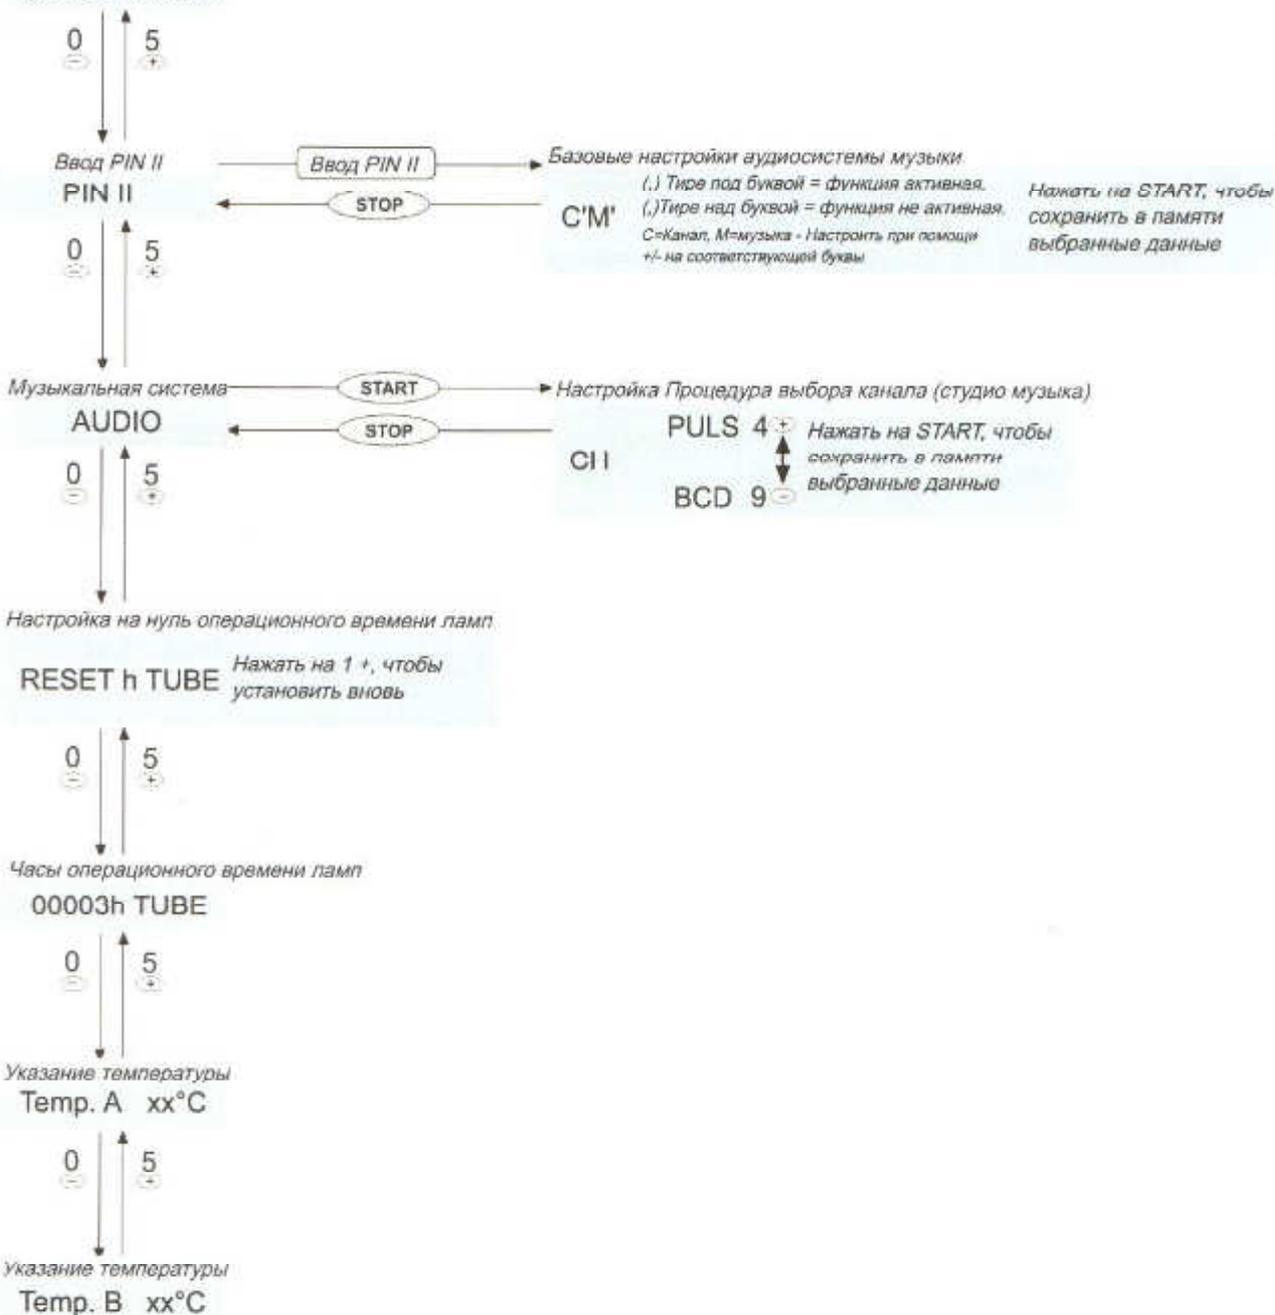 0 5
− +
Ввод PIN II
Ввод PIN II
Базовые настройки аудиосистемы музыки
PIN II
STOP
C'M'
(,) Тире под буквой = функция активная.
(,)Тире над буквой = функция не активная.
С=Канал, М=музыка - Настроить при помощи
+/- на соответствующей буквы
Нажать на START, чтобы
сохранить в памяти
выбранные данные
0 5
− +
Музыкальная система
START
Настройка Процедура выбора канала (студио музыка)
AUDIO
STOP
PULS 4 +
BCD 9 −
Нажать на START, чтобы
сохранить в памяти
выбранные данные
0 5
− +
Настройка на нуль операционного времени ламп
RESET h TUBE
Нажать на 1 +, чтобы
установить вновь
0 5
− +
Часы операционного времени ламп
00003h TUBE
0 5
− +
Указание температуры
Temp. A xx°C
0 5
− +
Указание температуры
Temp. B xx°C